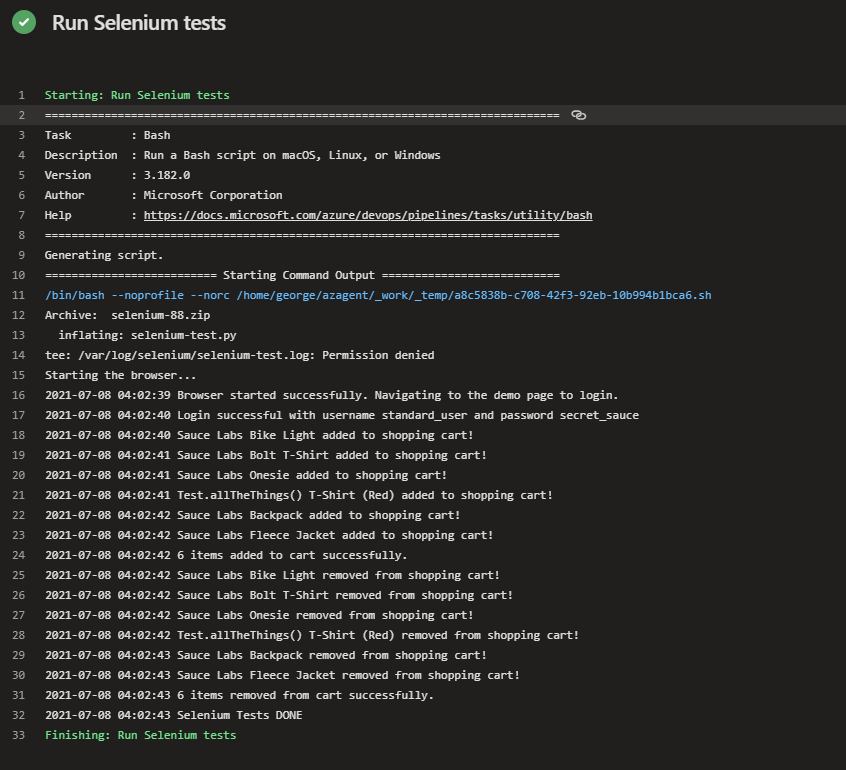 Run Selenium tests
1 Starting: Run Selenium tests
2 ==============================================================================
3 Task         : Bash
4 Description  : Run a Bash script on macOS, Linux, or Windows
5 Version      : 3.182.0
6 Author       : Microsoft Corporation
7 Help         : https://docs.microsoft.com/azure/devops/pipelines/tasks/utility/bash
8 ==============================================================================
9 Generating script.
10 ========================== Starting Command Output ===========================
11 /bin/bash --noprofile --norc /home/george/azagent/_work/_temp/a8c5838b-c708-42f3-92eb-10b994b1bca6.sh
12 Archive:  selenium-88.zip
13   inflating: selenium-test.py
14 tee: /var/log/selenium/selenium-test.log: Permission denied
15 Starting the browser...
16 2021-07-08 04:02:39 Browser started successfully. Navigating to the demo page to login.
17 2021-07-08 04:02:40 Login successful with username standard_user and password secret_sauce
18 2021-07-08 04:02:40 Sauce Labs Bike Light added to shopping cart!
19 2021-07-08 04:02:41 Sauce Labs Bolt T-Shirt added to shopping cart!
20 2021-07-08 04:02:41 Sauce Labs Onesie added to shopping cart!
21 2021-07-08 04:02:41 Test.allTheThings() T-Shirt (Red) added to shopping cart!
22 2021-07-08 04:02:42 Sauce Labs Backpack added to shopping cart!
23 2021-07-08 04:02:42 Sauce Labs Fleece Jacket added to shopping cart!
24 2021-07-08 04:02:42 6 items added to cart successfully.
25 2021-07-08 04:02:42 Sauce Labs Bike Light removed from shopping cart!
26 2021-07-08 04:02:42 Sauce Labs Bolt T-Shirt removed from shopping cart!
27 2021-07-08 04:02:42 Sauce Labs Onesie removed from shopping cart!
28 2021-07-08 04:02:42 Test.allTheThings() T-Shirt (Red) removed from shopping cart!
29 2021-07-08 04:02:43 Sauce Labs Backpack removed from shopping cart!
30 2021-07-08 04:02:43 Sauce Labs Fleece Jacket removed from shopping cart!
31 2021-07-08 04:02:43 6 items removed from cart successfully.
32 2021-07-08 04:02:43 Selenium Tests DONE
33 Finishing: Run Selenium tests